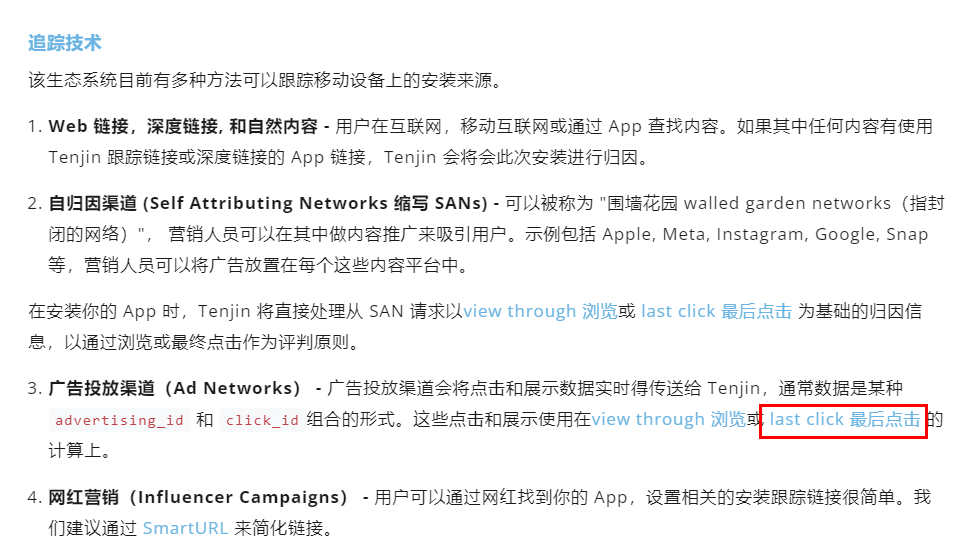 追踪技术
该生态系统目前有多种方法可以跟踪移动设备上的安装来源。
1. Web 链接，深度链接, 和自然内容 - 用户在互联网，移动互联网或通过 App 查找内容。如果其中任何内容有使用
Tenjin 跟踪链接或深度链接的 App 链接，Tenjin 会将会此次安装进行归因。
2. 自归因渠道 (Self Attributing Networks 缩写 SANs) - 可以被称为 "围墙花园 walled garden networks（指封
闭的网络）"， 营销人员可以在其中做内容推广来吸引用户。示例包括 Apple, Meta, Instagram, Google, Snap
等，营销人员可以将广告放置在每个这些内容平台中。
在安装你的 App 时，Tenjin 将直接处理从 SAN 请求以view through 浏览或 last click 最后点击 为基础的归因信
息，以通过浏览或最终点击作为评判原则。
3. 广告投放渠道（Ad Networks） - 广告投放渠道会将点击和展示数据实时得传送给 Tenjin，通常数据是某种
advertising_id 和 click_id 组合的形式。这些点击和展示使用在view through 浏览或 last click 最后点击 的
计算上。
4. 网红营销（Influencer Campaigns） - 用户可以通过网红找到你的 App，设置相关的安装跟踪链接很简单。我
们建议通过 SmartURL 来简化链接。